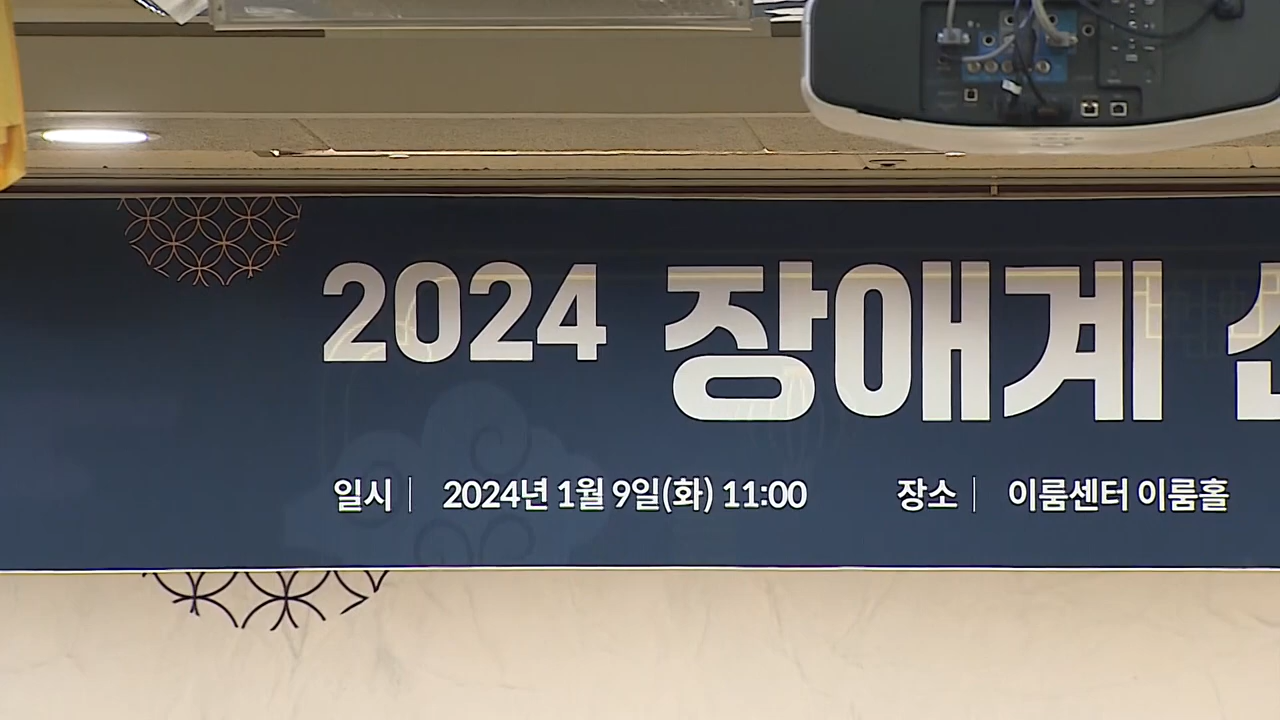 2024 장애계
일시 | 2024년 1월 9일(화) 11:00 장소 | 이룸센터 이룸홀